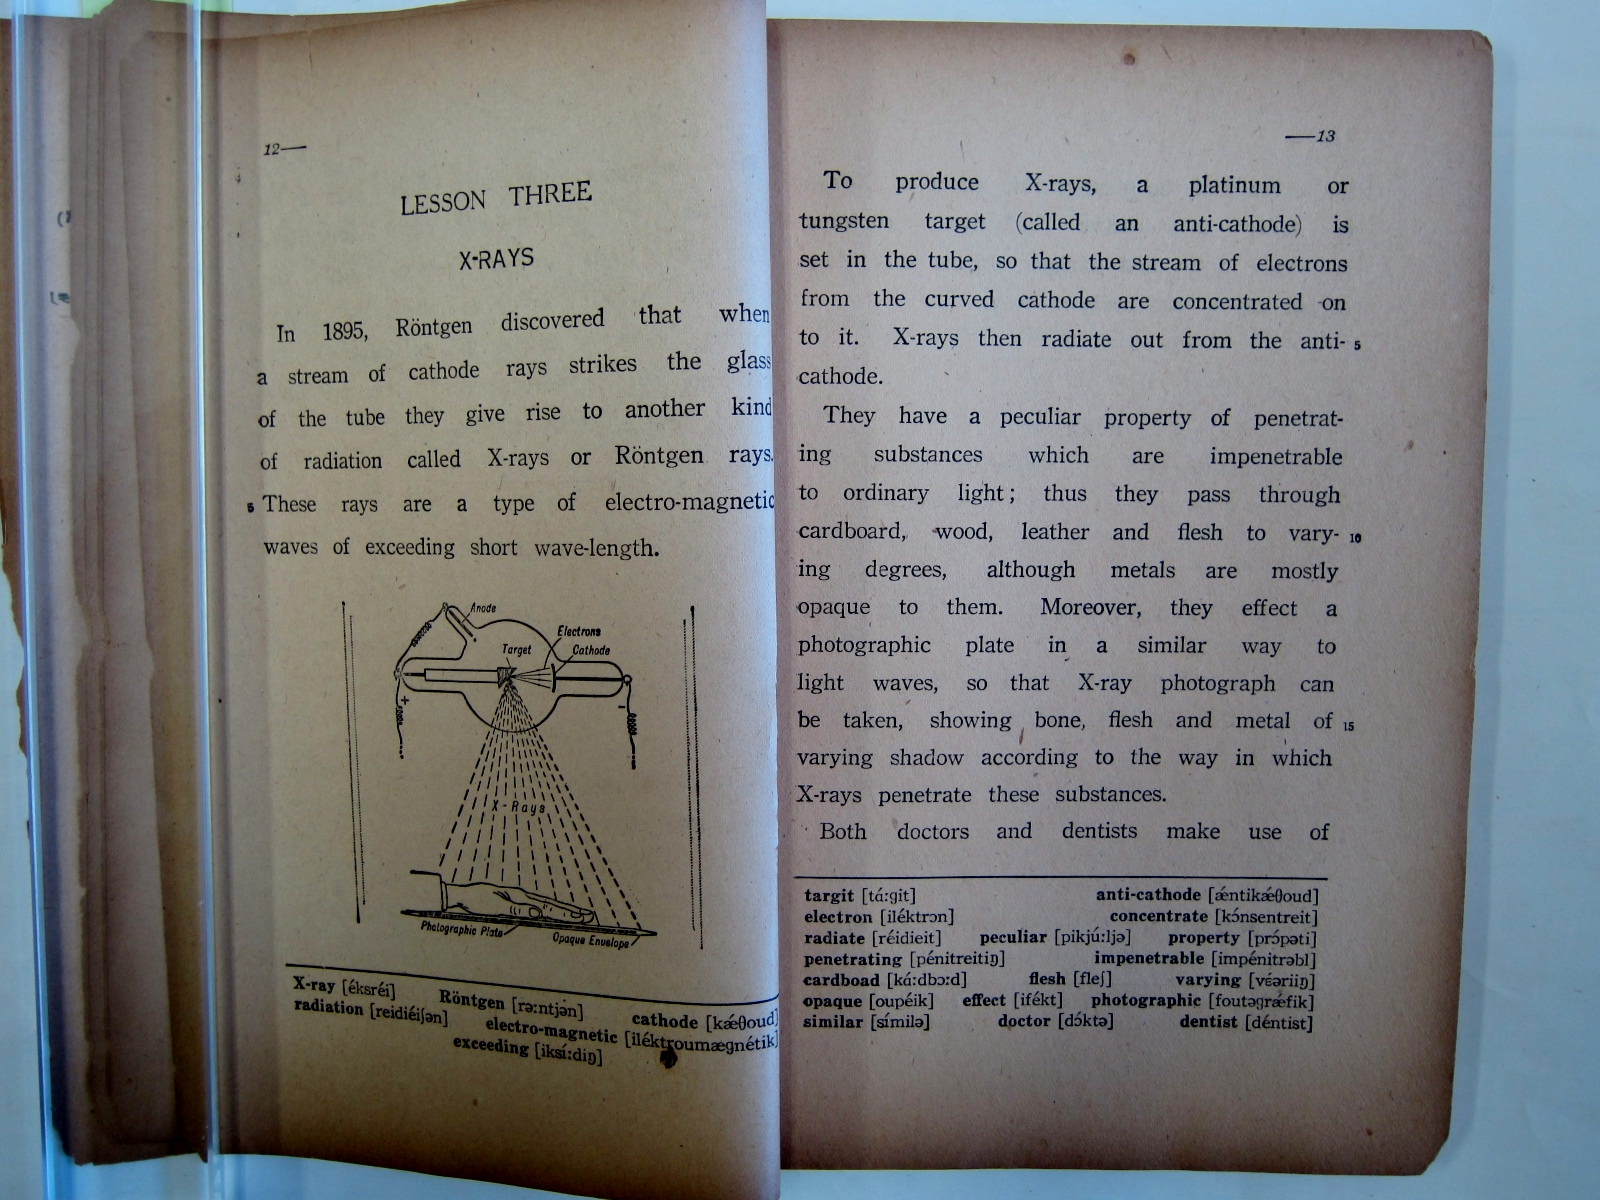 12—
LESSON THREE
X-RAYS
In 1895, Röntgen discovered that when
a stream of cathode rays strikes the glass
of the tube they give rise to another kind
of radiation called X-rays or Röntgen rays.
5 These rays are a type of electro-magnetic
waves of exceeding short wave-length.
Anode
Electrons
Target
Cathode
+
-
X-Rays
Photographic Plate
Opaque Envelope
X-ray [éksréi] Röntgen [rə:ntjən] cathode [kǽθoud]
radiation [reidiéiʃən] electro-magnetic [iléktroumægnétik]
exceeding [iksí:diŋ]
—13
To produce X-rays, a platinum or
tungsten target (called an anti-cathode) is
set in the tube, so that the stream of electrons
from the curved cathode are concentrated on
to it. X-rays then radiate out from the anti- 5
cathode.
They have a peculiar property of penetrat-
ing substances which are impenetrable
to ordinary light; thus they pass through
cardboard, wood, leather and flesh to vary- 10
ing degrees, although metals are mostly
opaque to them. Moreover, they effect a
photographic plate in a similar way to
light waves, so that X-ray photograph can
be taken, showing bone, flesh and metal of 15
varying shadow according to the way in which
X-rays penetrate these substances.
Both doctors and dentists make use of
targit [tá:git] anti-cathode [ǽntikǽθoud]
electron [iléktrɔn] concentrate [kɔ́nsentreit]
radiate [réidieit] peculiar [pikjú:ljə] property [prɔ́pəti]
penetrating [pénitreitiŋ] impenetrable [impénitrəbl]
cardboad [ká:dbɔ:d] flesh [fleʃ] varying [vɛ́əriiŋ]
opaque [oupéik] effect [ifékt] photographic [foutəgrǽfik]
similar [símilə] doctor [dɔ́ktə] dentist [déntist]